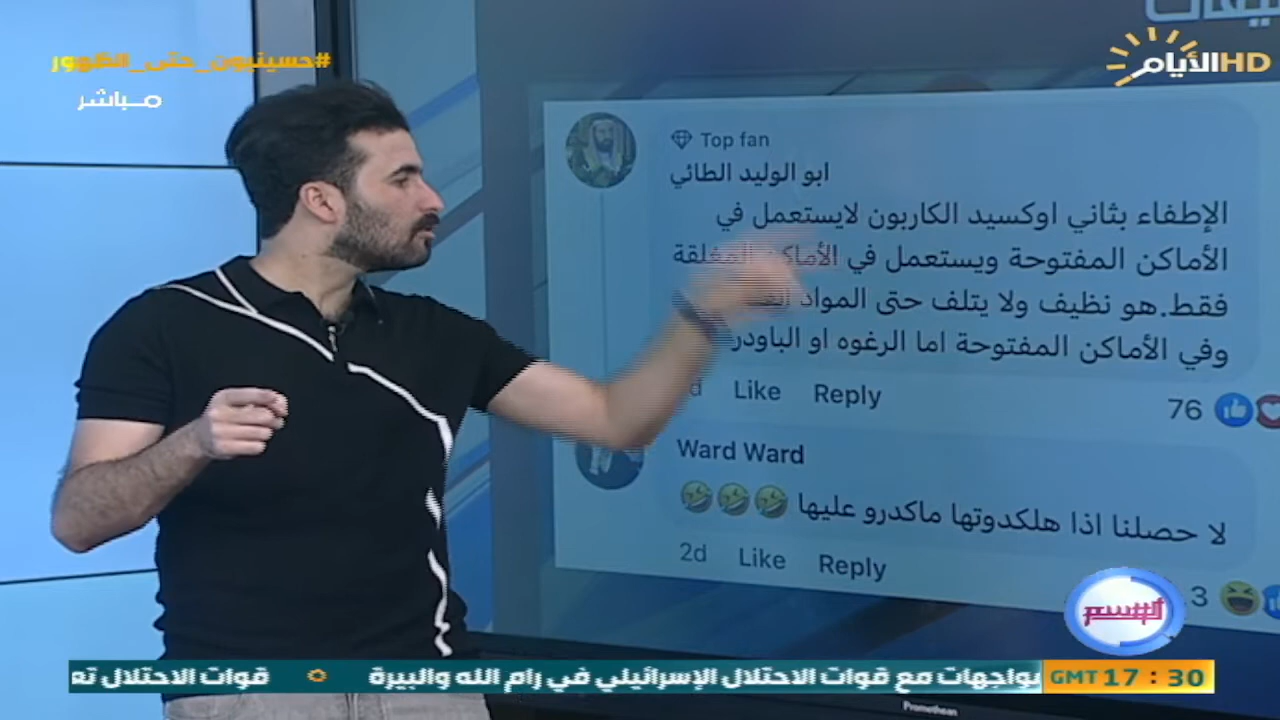 #حسينيون_حتى_الظهور
مباشر
الأيام HD
Top fan
ابو الوليد الطائي
الإطفاء بثاني اوكسيد الكاربون لايستعمل في
الأماكن المفتوحة ويستعمل في الأماكن المغلقة
فقط.هو نظيف ولا يتلف حتى المواد
وفي الأماكن المفتوحة اما الرغوه او الباودر
Like Reply
76
Ward Ward
لا حصلنا اذا هلكدوتها ماكدرو عليها 🤣🤣🤣
2d Like Reply
3
الوسم
مواجهات مع قوات الاحتلال الإسرائيلي في رام الله والبيرة
قوات الاحتلال
GMT 17 : 30
Promethean